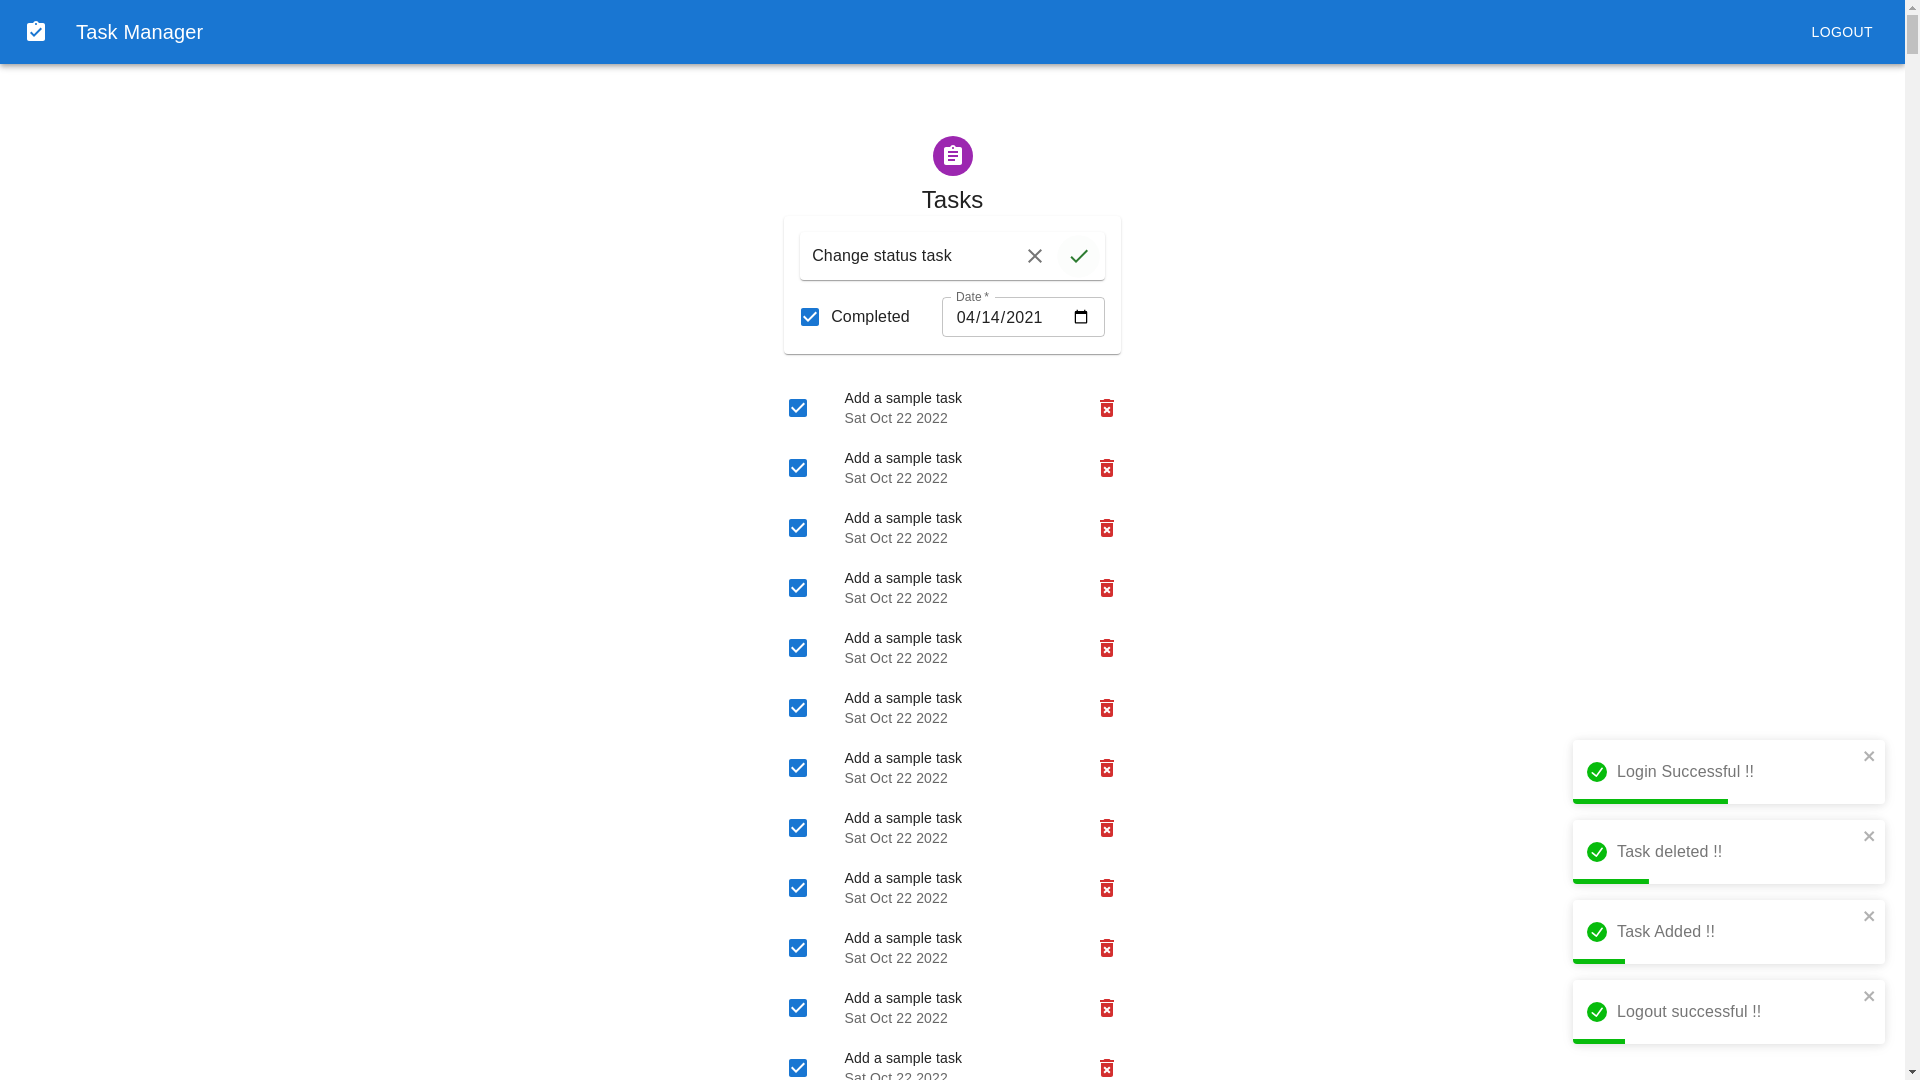 Task Manager
LOGOUT
Tasks
Change status task
Date *
Completed
04/14/2021
Add a sample task
Sat Oct 22 2022
Add a sample task
Sat Oct 22 2022
Add a sample task
Sat Oct 22 2022
Add a sample task
Sat Oct 22 2022
Add a sample task
Sat Oct 22 2022
Add a sample task
Sat Oct 22 2022
Add a sample task
Sat Oct 22 2022
Add a sample task
Sat Oct 22 2022
Add a sample task
Sat Oct 22 2022
Add a sample task
Sat Oct 22 2022
Add a sample task
Sat Oct 22 2022
Add a sample task
Sat Oct 22 2022
Login Successful !!
Task deleted !!
Task Added !!
Logout successful !!